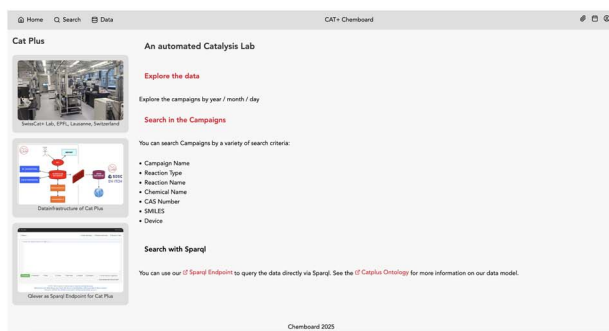 Home Search Data CAT+ Chemboard
Cat Plus
An automated Catalysis Lab
Explore the data
Explore the campaigns by year / month / day
SwissCat+ Lab, EPFL, Lausanne, Switzerland
Search in the Campaigns
You can search Campaigns by a variety of search criteria:
• Campaign Name
• Reaction Type
• Reaction Name
• Chemical Name
• CAS Number
• SMILES
• Device
Datainfrastructure of Cat Plus
Search with Sparql
You can use our Sparql Endpoint to query the data directly via Sparql. See the Catplus Ontology for more information on our data model.
Qlever as Sparql Endpoint for Cat Plus
Chemboard 2025